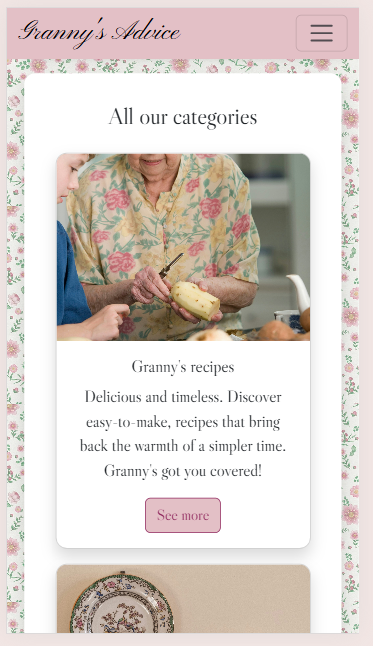 Granny's Advice
All our categories
Granny's recipes
Delicious and timeless. Discover
easy-to-make, recipes that bring
back the warmth of a simpler time.
Granny's got you covered!
See more